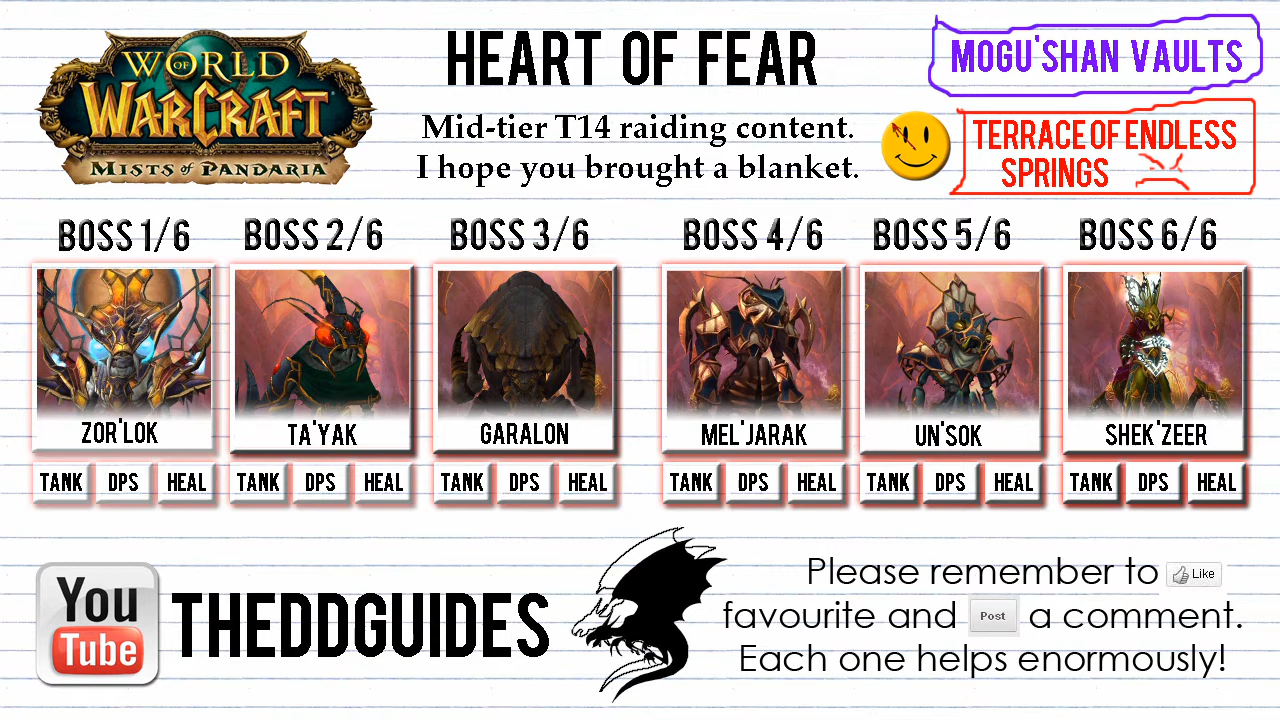 WORLD
OF
WARCRAFT
MISTS OF PANDARIA
HEART OF FEAR
Mid-tier T14 raiding content.
I hope you brought a blanket.
MOGU'SHAN VAULTS
TERRACE OF ENDLESS
SPRINGS
BOSS 1/6 BOSS 2/6 BOSS 3/6 BOSS 4/6 BOSS 5/6 BOSS 6/6
ZOR'LOK TA'YAK GARALON MEL'JARAK UN'SOK SHEK'ZEER
TANK DPS HEAL TANK DPS HEAL TANK DPS HEAL TANK DPS HEAL TANK DPS HEAL TANK DPS HEAL
You
Tube
THEDDGUIDES
Please remember to Like
favourite and Post a comment.
Each one helps enormously!